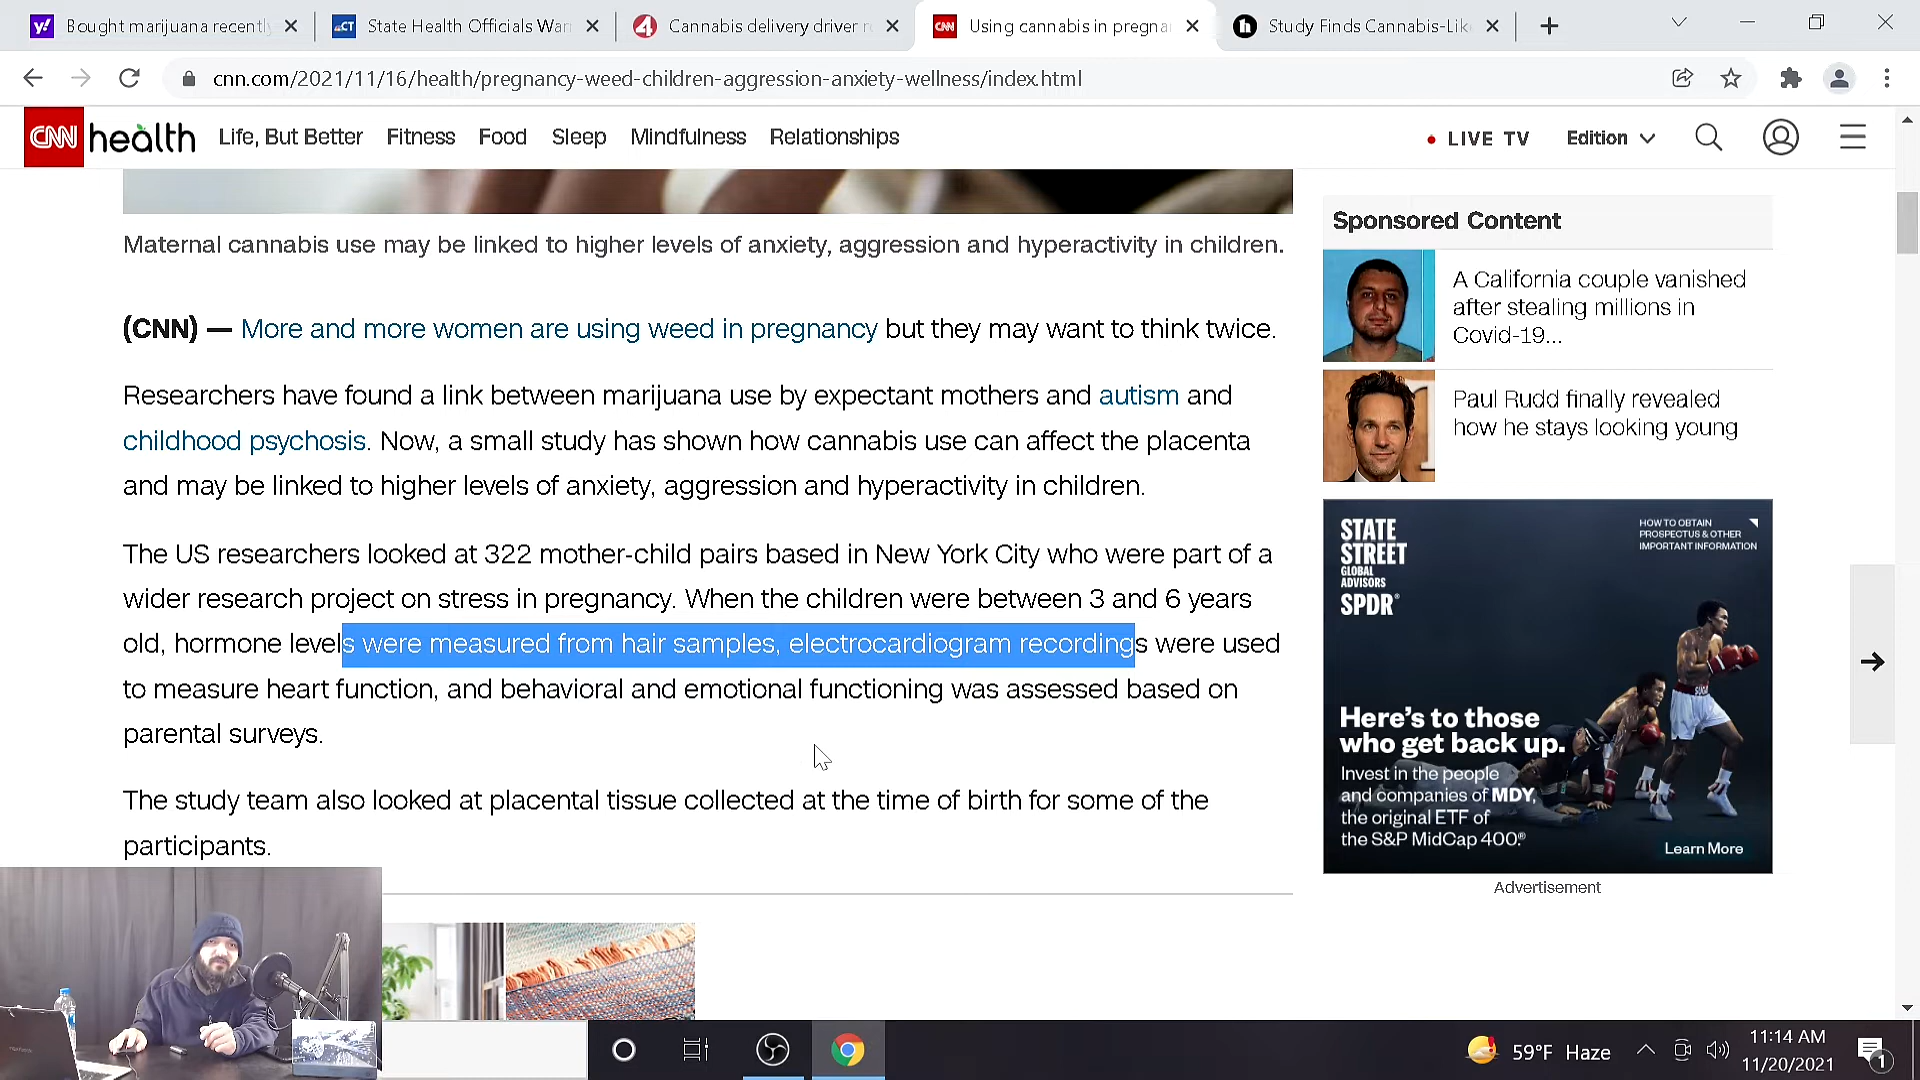 Bought marijuana recently
State Health Officials War
Cannabis delivery driver r
Using cannabis in pregna
Study Finds Cannabis-Lik
cnn.com/2021/11/16/health/pregnancy-weed-children-aggression-anxiety-wellness/index.html
CNN health Life, But Better Fitness Food Sleep Mindfulness Relationships LIVE TV Edition
Maternal cannabis use may be linked to higher levels of anxiety, aggression and hyperactivity in children.
(CNN) — More and more women are using weed in pregnancy but they may want to think twice.
Researchers have found a link between marijuana use by expectant mothers and autism and
childhood psychosis. Now, a small study has shown how cannabis use can affect the placenta
and may be linked to higher levels of anxiety, aggression and hyperactivity in children.
The US researchers looked at 322 mother-child pairs based in New York City who were part of a
wider research project on stress in pregnancy. When the children were between 3 and 6 years
old, hormone levels were measured from hair samples, electrocardiogram recordings were used
to measure heart function, and behavioral and emotional functioning was assessed based on
parental surveys.
The study team also looked at placental tissue collected at the time of birth for some of the
participants.
Sponsored Content
A California couple vanished
after stealing millions in
Covid-19...
Paul Rudd finally revealed
how he stays looking young
STATE
STREET
GLOBAL
ADVISORS
SPDR®
HOW TO OBTAIN
PROSPECTUS & OTHER
IMPORTANT INFORMATION
Here's to those
who get back up.
Invest in the people
and companies of MDY,
the original ETF of
the S&P MidCap 400.®
Learn More
Advertisement
59°F Haze
11:14 AM
11/20/2021
1